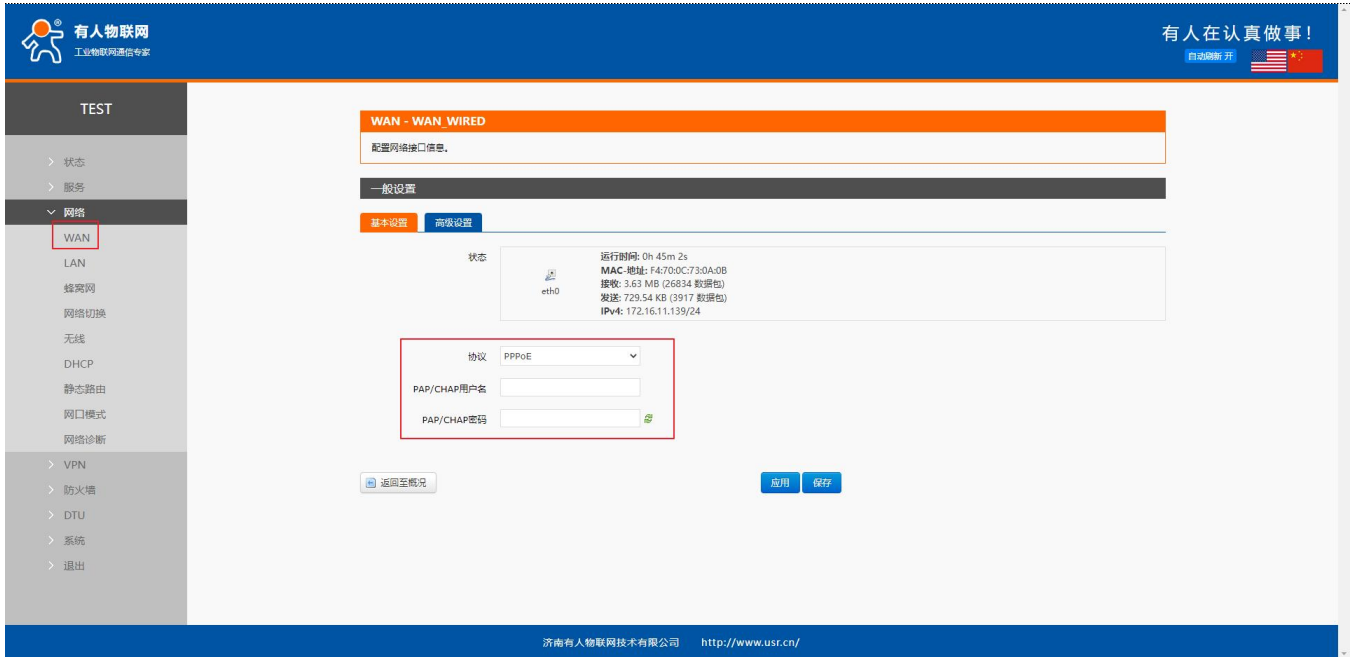 有人物联网
工业物联网通信专家
有人在认真做事！
自动刷新 开
TEST
状态
服务
网络
WAN
LAN
蜂窝网
网络切换
无线
DHCP
静态路由
网口模式
网络诊断
VPN
防火墙
DTU
系统
退出
WAN - WAN_WIRED
配置网络接口信息。
一般设置
基本设置 高级设置
状态
eth0
运行时间: 0h 45m 2s
MAC-地址: F4:70:0C:73:0A:0B
接收: 3.63 MB (26834 数据包)
发送: 729.54 KB (3917 数据包)
IPv4: 172.16.11.139/24
协议 PPPoE
PAP/CHAP用户名
PAP/CHAP密码
返回至概况 应用 保存
济南有人物联网技术有限公司 http://www.usr.cn/